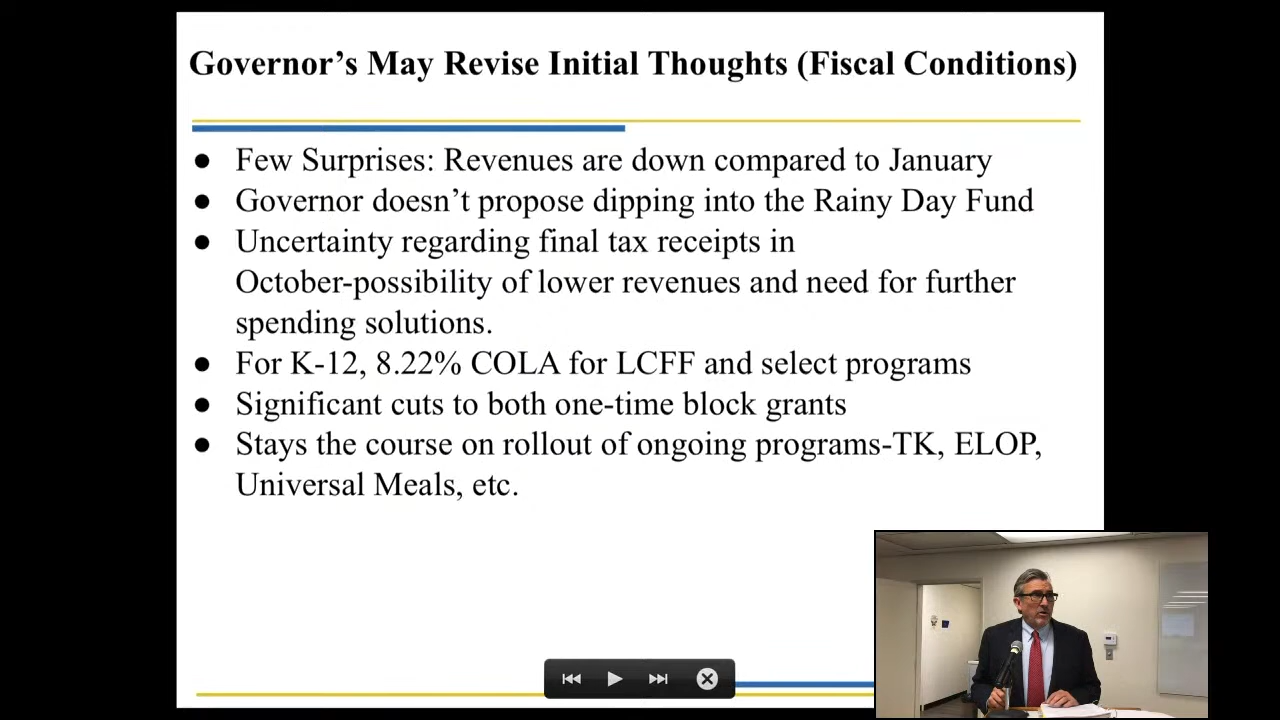 Governor’s May Revise Initial Thoughts (Fiscal Conditions)
● Few Surprises: Revenues are down compared to January
● Governor doesn’t propose dipping into the Rainy Day Fund
● Uncertainty regarding final tax receipts in
October-possibility of lower revenues and need for further
spending solutions.
● For K-12, 8.22% COLA for LCFF and select programs
● Significant cuts to both one-time block grants
● Stays the course on rollout of ongoing programs-TK, ELOP,
Universal Meals, etc.